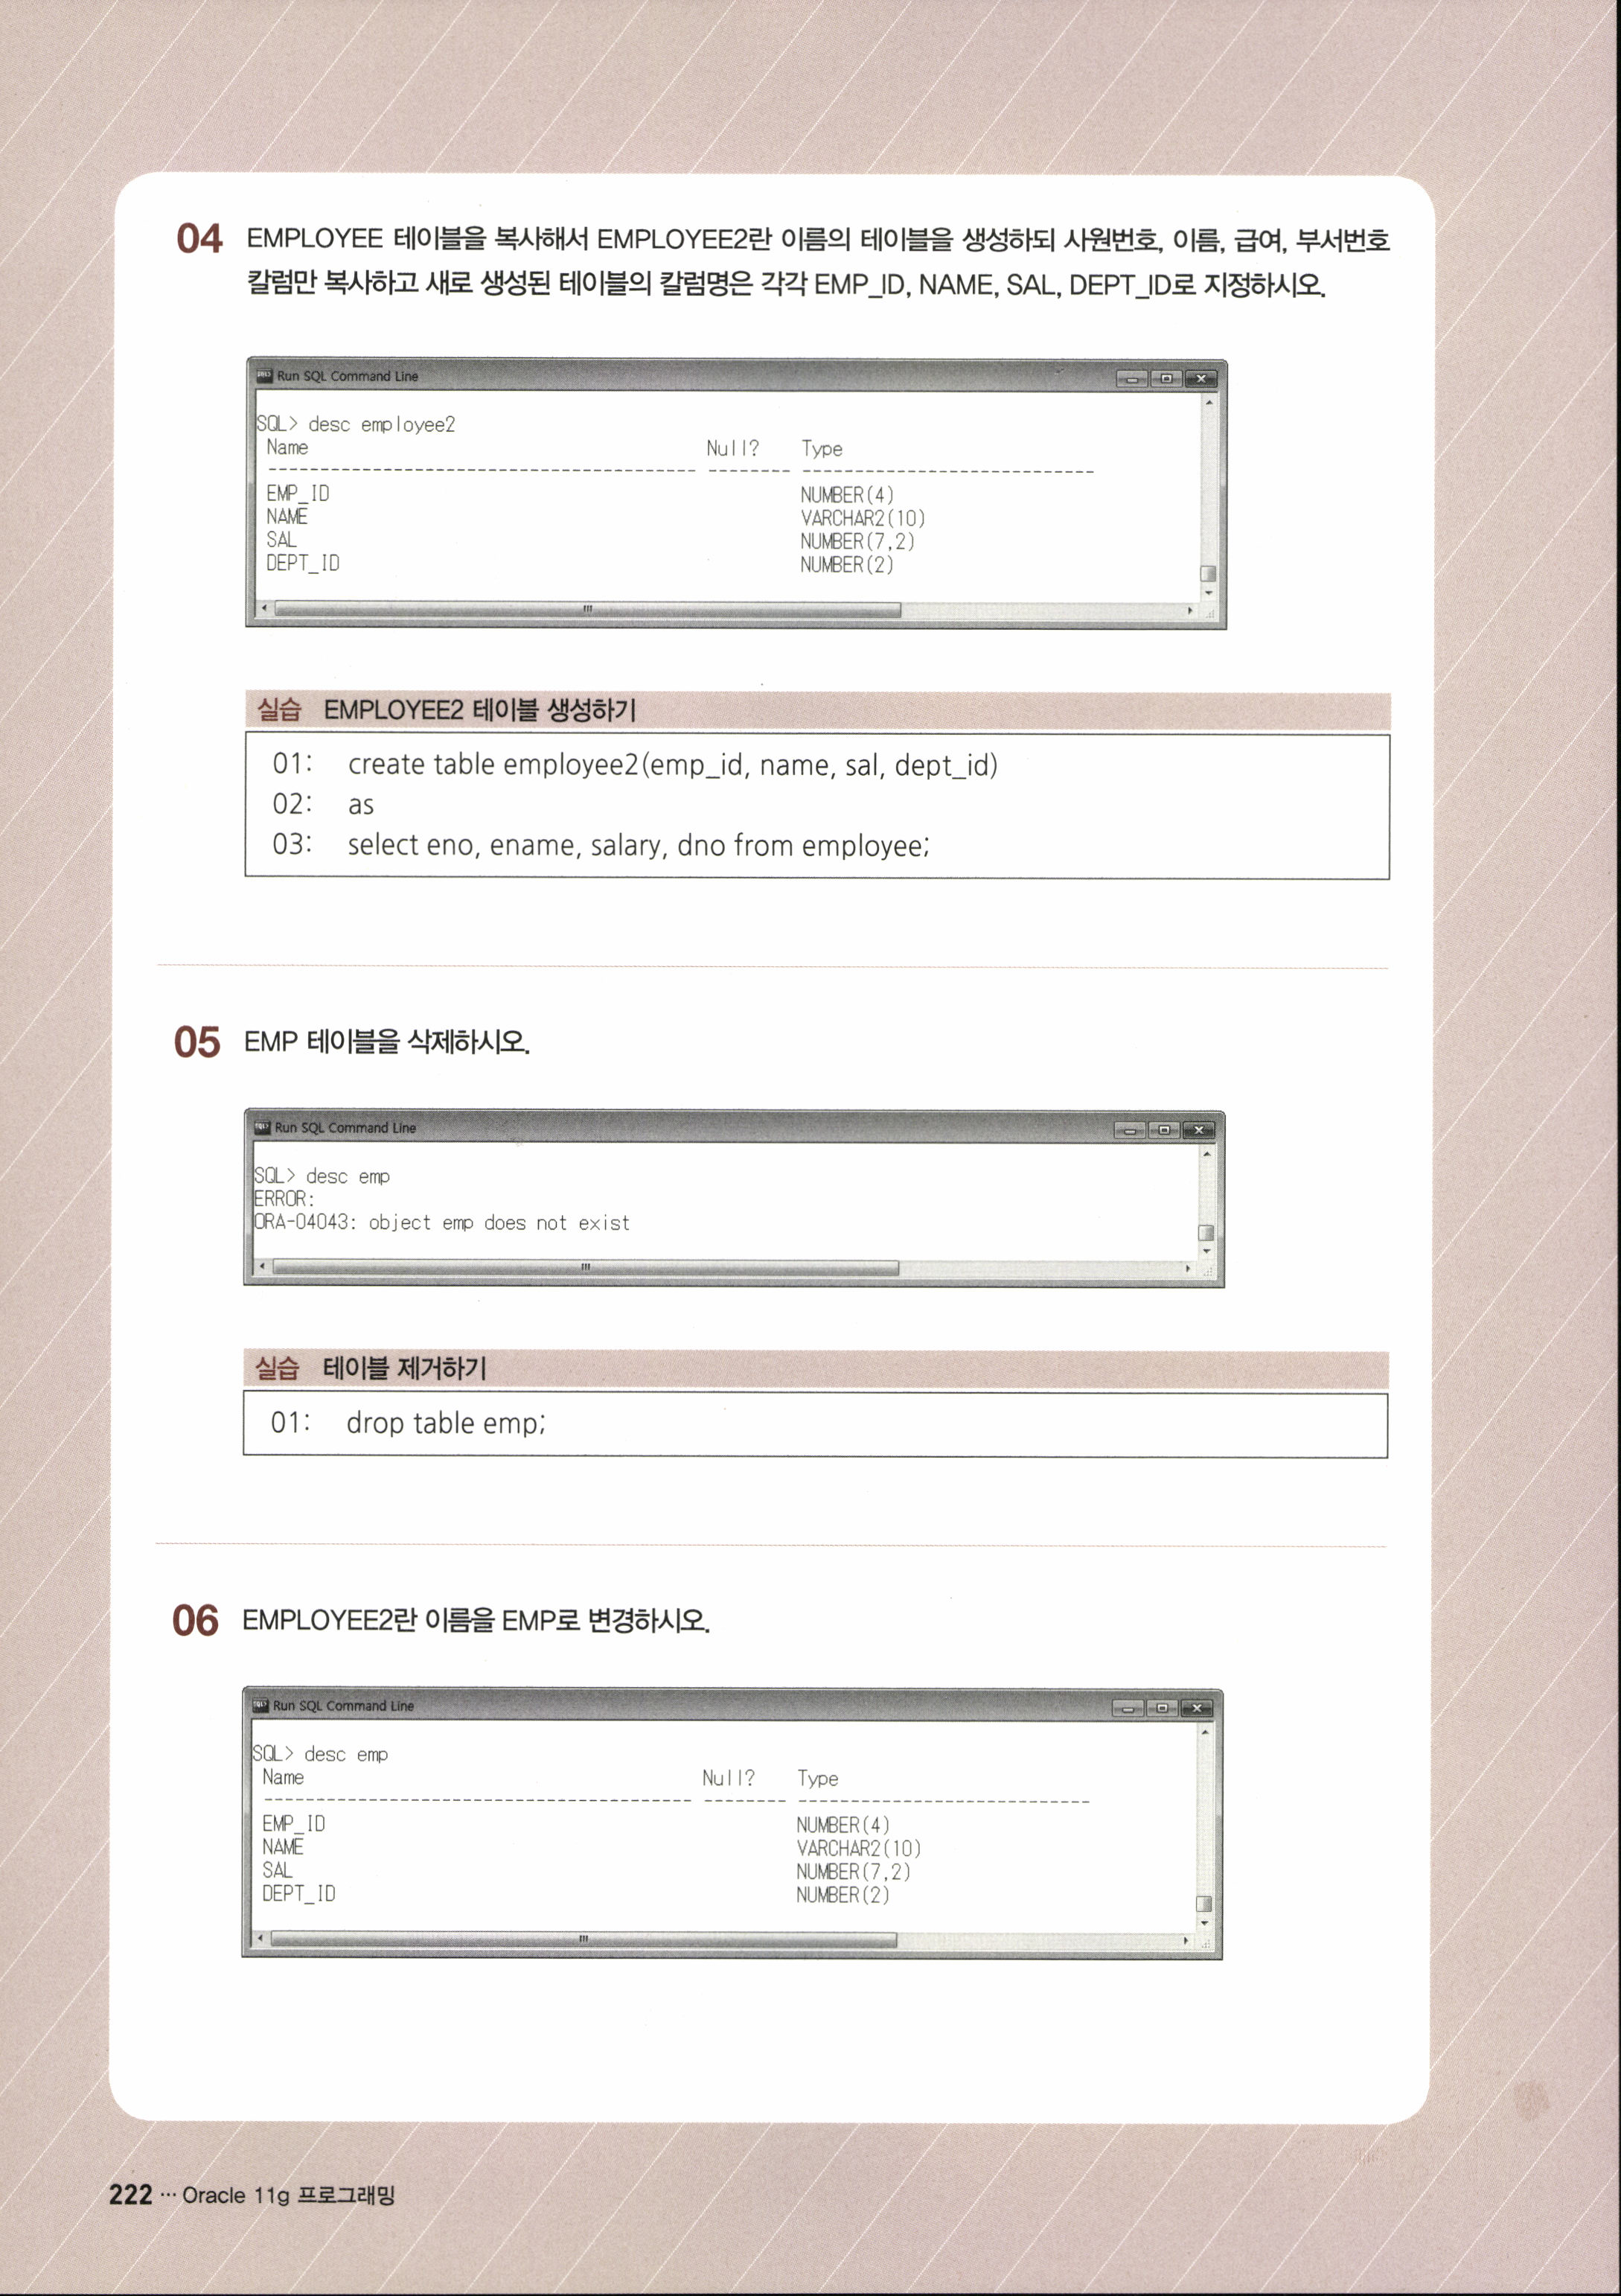 04 EMPLOYEE 테이블을 복사해서 EMPLOYEE2란 이름의 테이블을 생성하되 사원번호, 이름, 급여, 부서번호
칼럼만 복사하고 새로 생성된 테이블의 칼럼명은 각각 EMP_ID, NAME, SAL, DEPT_ID로 지정하시오.
Run SQL Command Line
SQL> desc employee2
Name Null? Type
---------------------------------------- -------- ----------------------------
EMP_ID NUMBER(4)
NAME VARCHAR2(10)
SAL NUMBER(7,2)
DEPT_ID NUMBER(2)
실습 EMPLOYEE2 테이블 생성하기
01: create table employee2(emp_id, name, sal, dept_id)
02: as
03: select eno, ename, salary, dno from employee;
05 EMP 테이블을 삭제하시오.
Run SQL Command Line
SQL> desc emp
ERROR:
ORA-04043: object emp does not exist
실습 테이블 제거하기
01: drop table emp;
06 EMPLOYEE2란 이름을 EMP로 변경하시오.
Run SQL Command Line
SQL> desc emp
Name Null? Type
---------------------------------------- -------- ----------------------------
EMP_ID NUMBER(4)
NAME VARCHAR2(10)
SAL NUMBER(7,2)
DEPT_ID NUMBER(2)
222 ··· Oracle 11g 프로그래밍